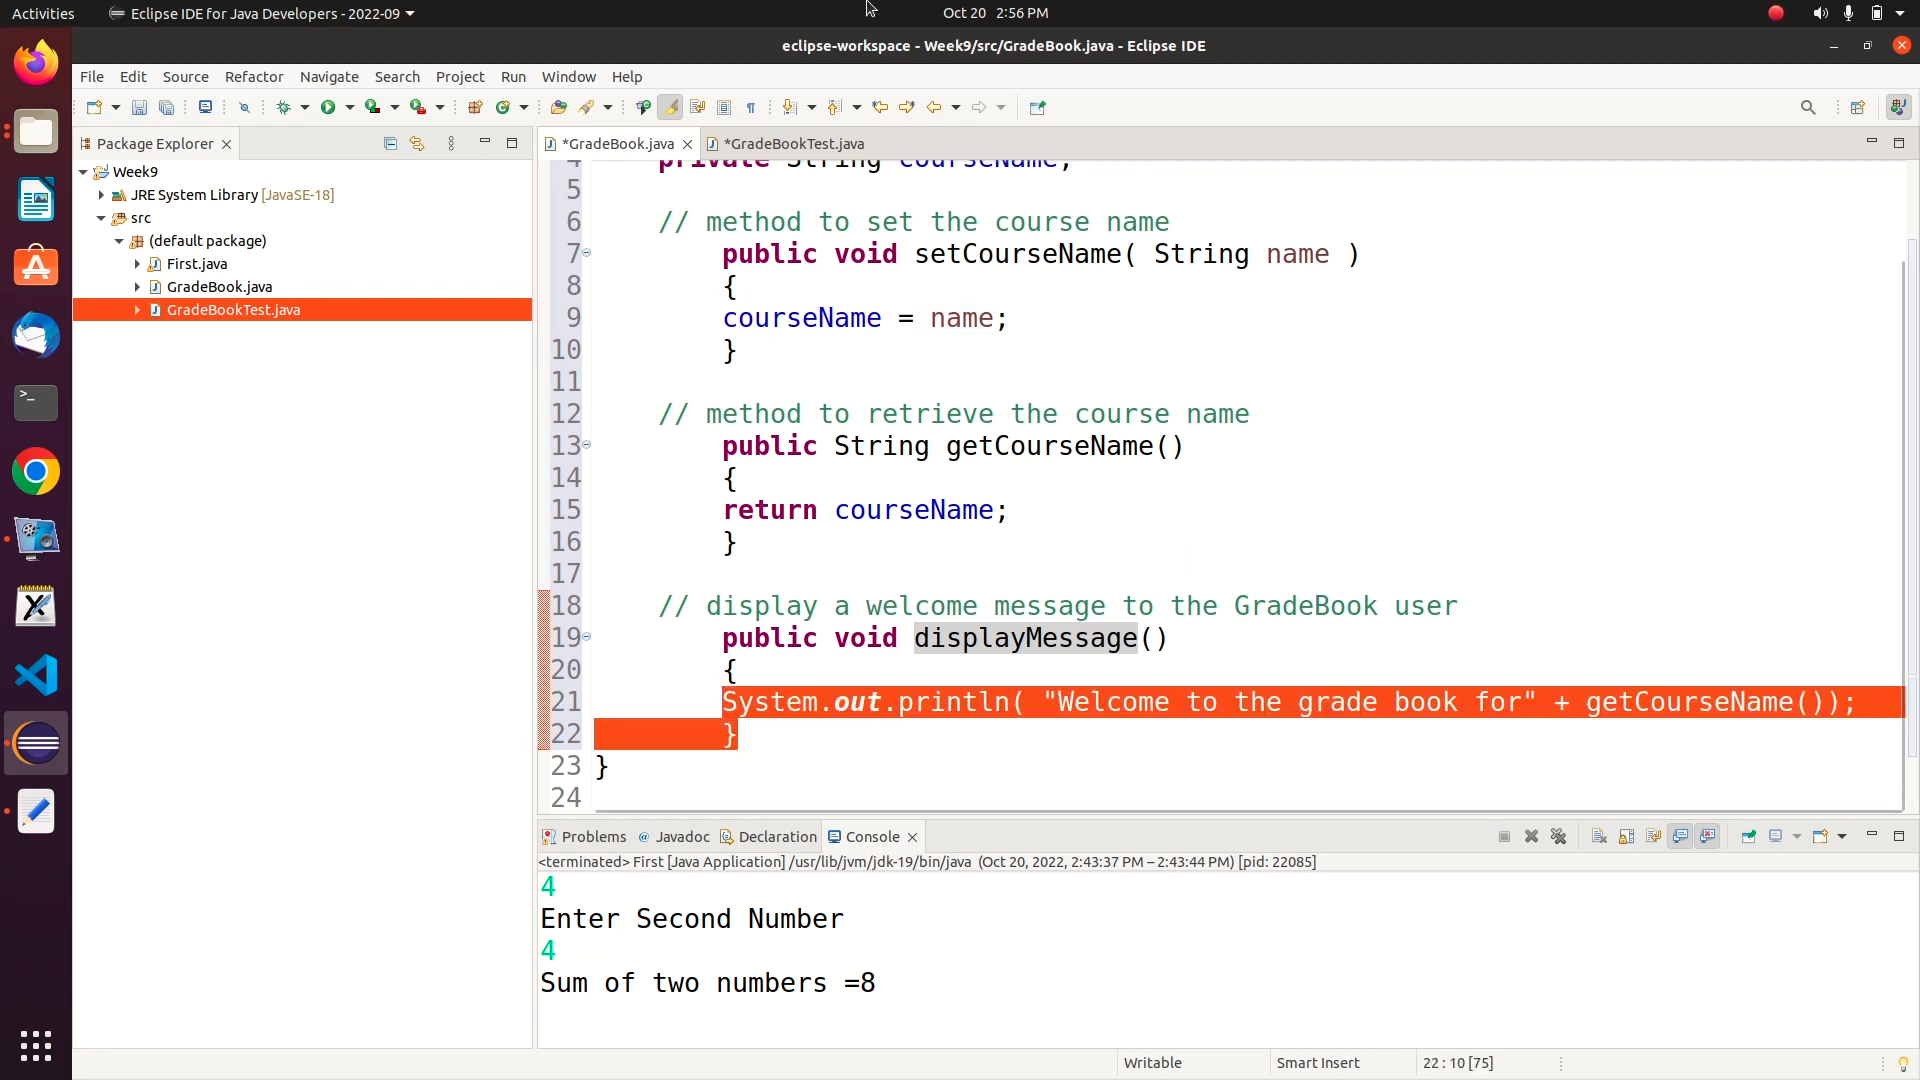 Activities Eclipse IDE for Java Developers - 2022-09 Oct 20 2:56 PM
eclipse-workspace - Week9/src/GradeBook.java - Eclipse IDE
File Edit Source Refactor Navigate Search Project Run Window Help
Package Explorer
Week9
JRE System Library [JavaSE-18]
src
(default package)
First.java
GradeBook.java
GradeBookTest.java
*GradeBook.java *GradeBookTest.java
4 private String courseName;
5
6 // method to set the course name
7 public void setCourseName( String name )
8 {
9 courseName = name;
10 }
11
12 // method to retrieve the course name
13 public String getCourseName()
14 {
15 return courseName;
16 }
17
18 // display a welcome message to the GradeBook user
19 public void displayMessage()
20 {
21 System.out.println( "Welcome to the grade book for" + getCourseName());
22 }
23 }
24
Problems Javadoc Declaration Console
<terminated> First [Java Application] /usr/lib/jvm/jdk-19/bin/java (Oct 20, 2022, 2:43:37 PM – 2:43:44 PM) [pid: 22085]
4
Enter Second Number
4
Sum of two numbers =8
Writable Smart Insert 22 : 10 [75]